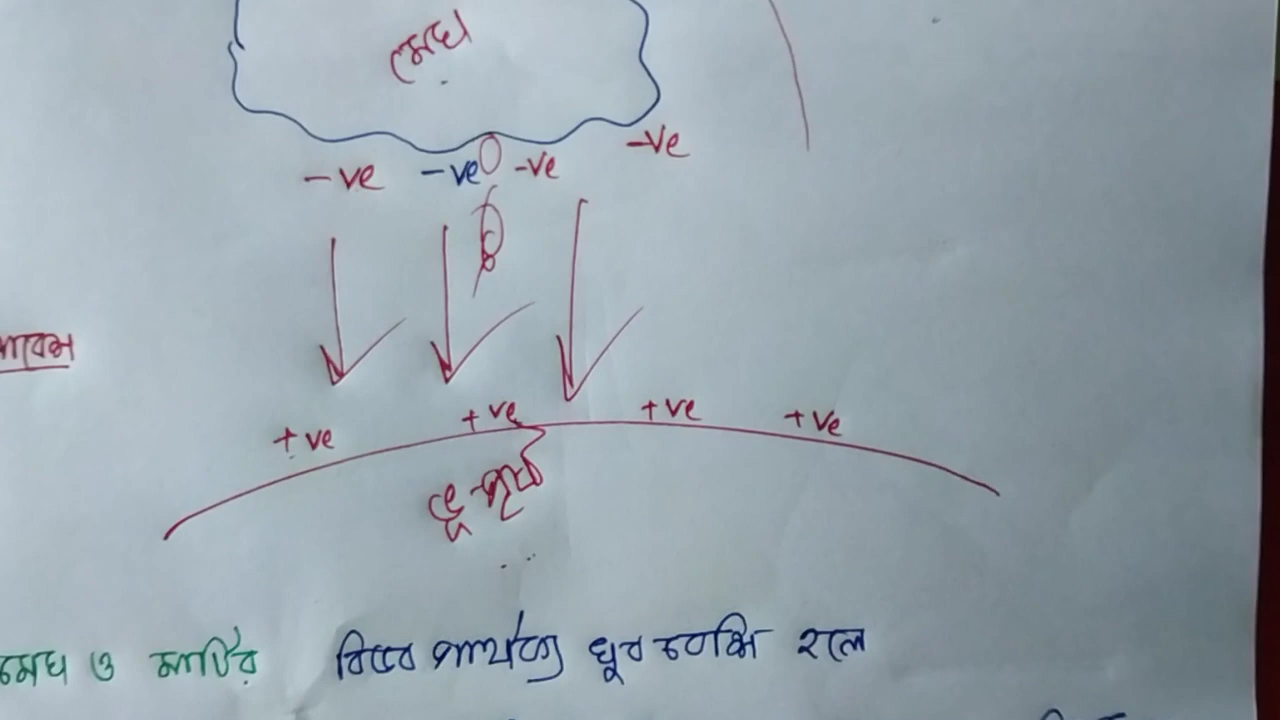 মেঘ
-ve -ve -ve -ve
+ve +ve +ve +ve
ভূ-পৃষ্ঠ
মেঘ ও মাটির বিভব পার্থক্য খুব বেশি হলে